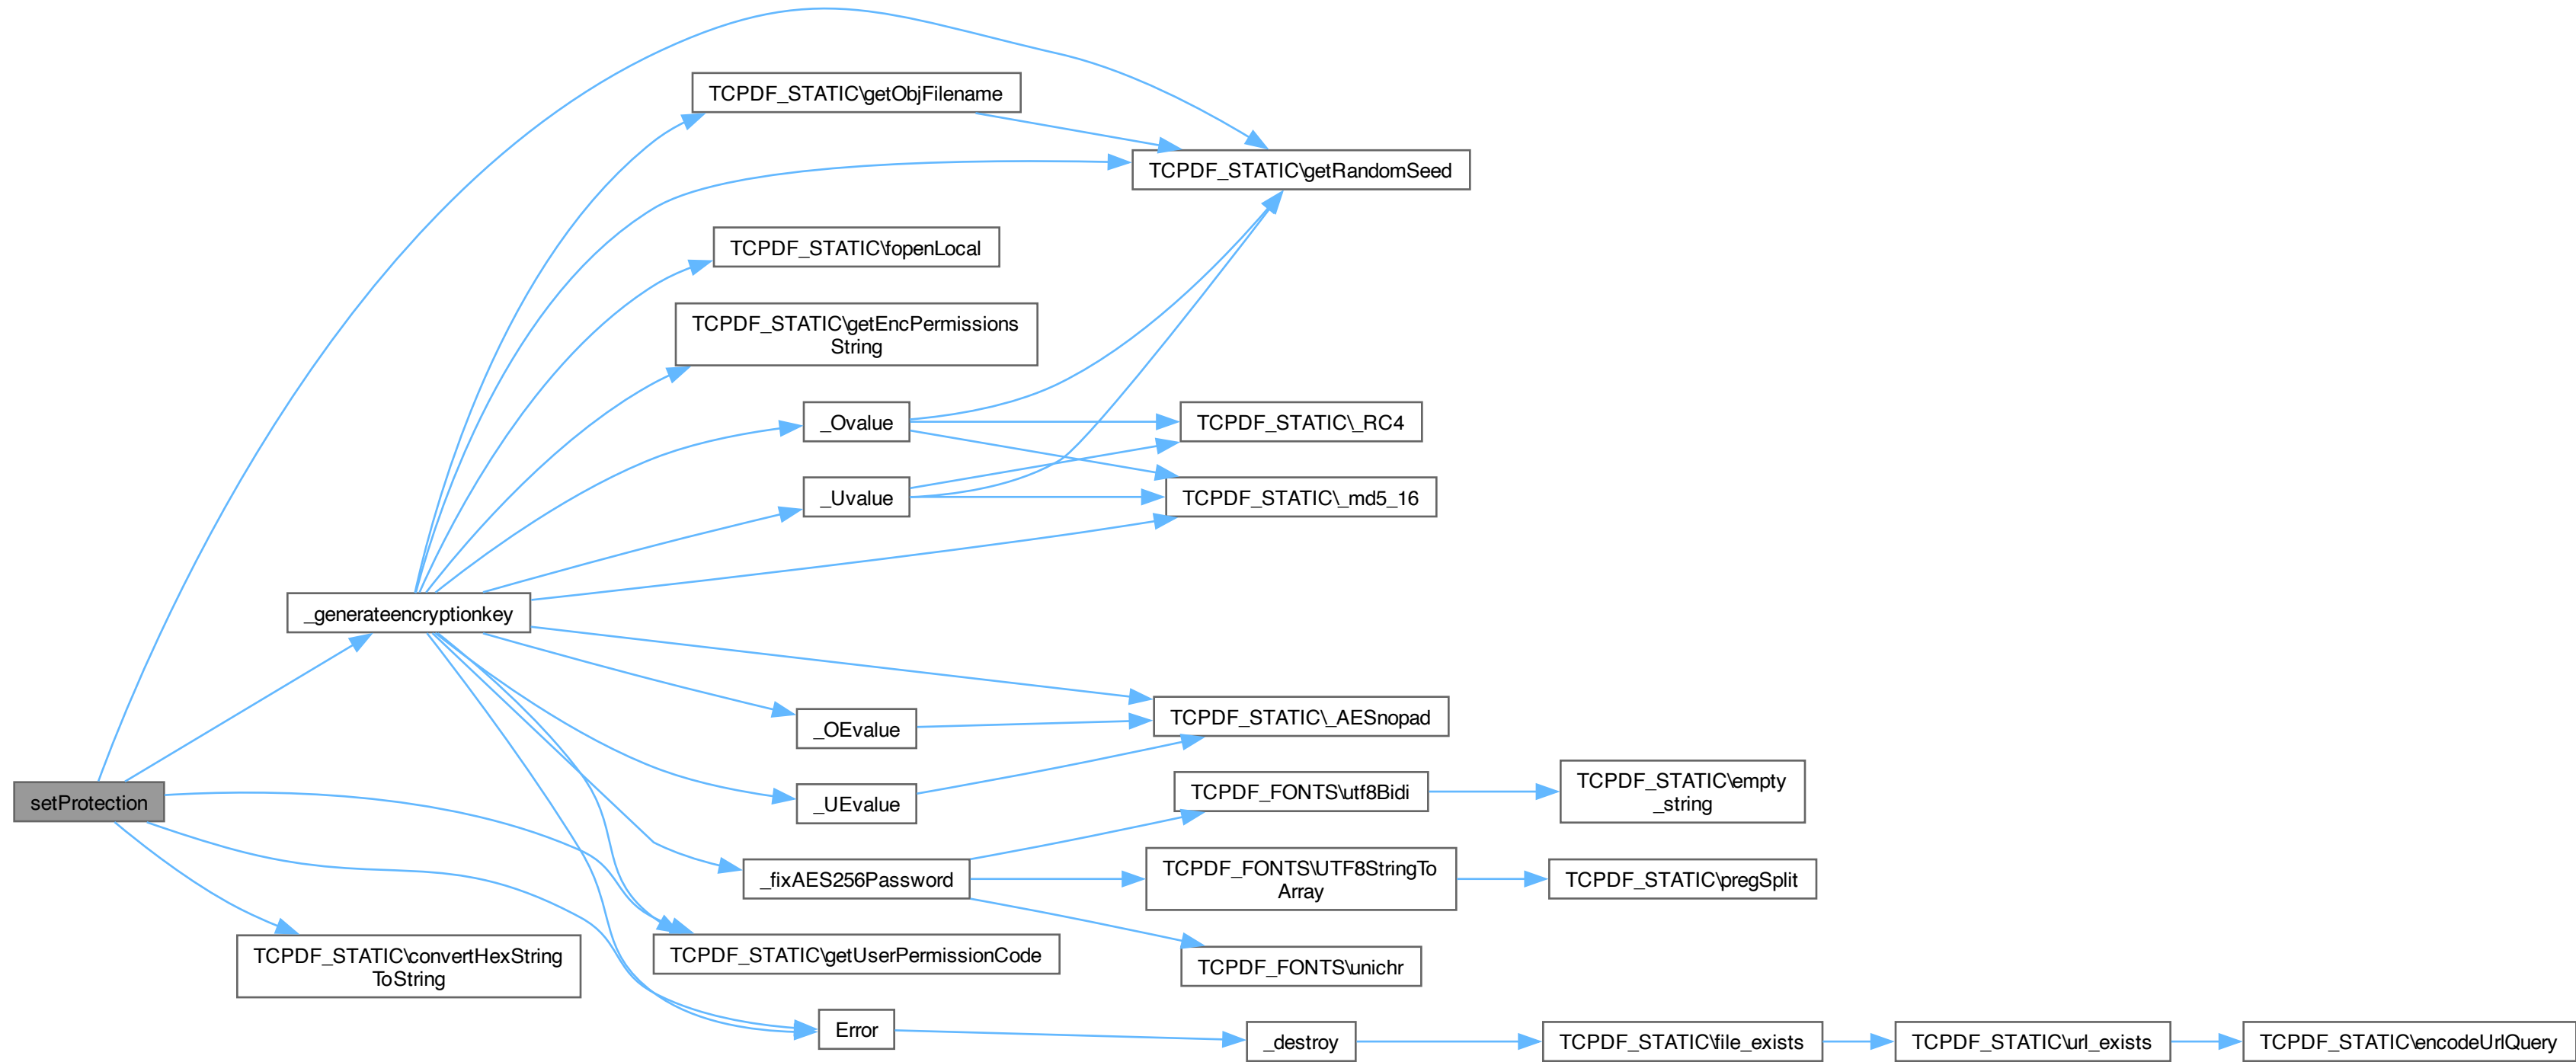 TCPDF_STATIC\getObjFilename
TCPDF_STATIC\getRandomSeed
TCPDF_STATIC\fopenLocal
TCPDF_STATIC\getEncPermissions
String
_Ovalue
TCPDF_STATIC\_RC4
_Uvalue
TCPDF_STATIC\_md5_16
_generateencryptionkey
TCPDF_STATIC\_AESnopad
_OEvalue
setProtection
_UEvalue
TCPDF_FONTS\utf8Bidi
TCPDF_STATIC\empty
_string
_fixAES256Password
TCPDF_FONTS\UTF8StringTo
Array
TCPDF_STATIC\pregSplit
TCPDF_STATIC\convertHexString
ToString
TCPDF_STATIC\getUserPermissionCode
TCPDF_FONTS\unichr
Error
_destroy
TCPDF_STATIC\file_exists
TCPDF_STATIC\url_exists
TCPDF_STATIC\encodeUrlQuery